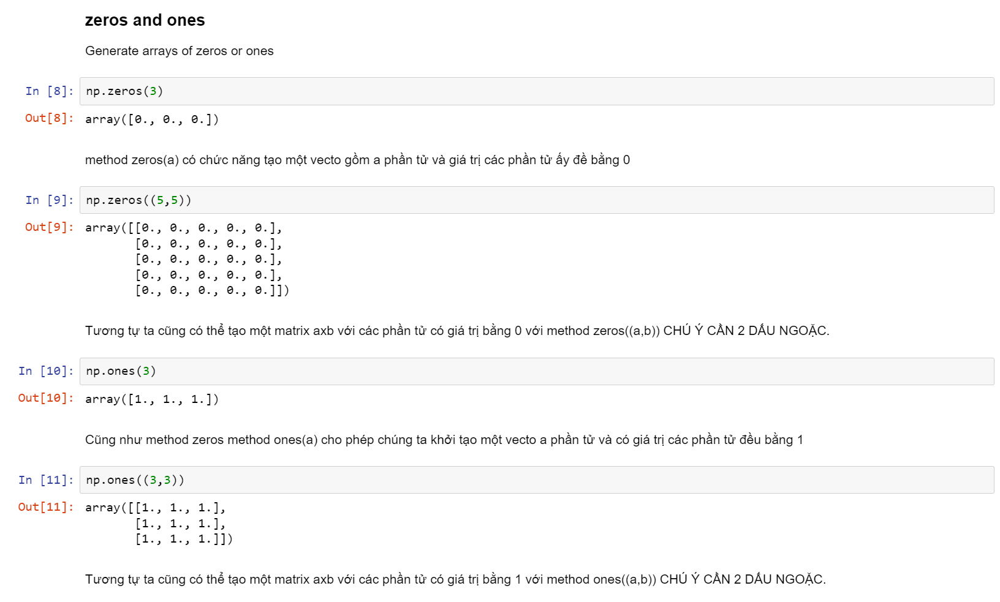 zeros and ones
Generate arrays of zeros or ones
In [8]: np.zeros(3)
Out[8]: array([0., 0., 0.])
method zeros(a) có chức năng tạo một vecto gồm a phần tử và giá trị các phần tử ấy đề bằng 0
In [9]: np.zeros((5,5))
Out[9]: array([[0., 0., 0., 0., 0.],
[0., 0., 0., 0., 0.],
[0., 0., 0., 0., 0.],
[0., 0., 0., 0., 0.],
[0., 0., 0., 0., 0.]])
Tương tự ta cũng có thể tạo một matrix axb với các phần tử có giá trị bằng 0 với method zeros((a,b)) CHÚ Ý CẦN 2 DẤU NGOẶC.
In [10]: np.ones(3)
Out[10]: array([1., 1., 1.])
Cũng như method zeros method ones(a) cho phép chúng ta khởi tạo một vecto a phần tử và có giá trị các phần tử đều bằng 1
In [11]: np.ones((3,3))
Out[11]: array([[1., 1., 1.],
[1., 1., 1.],
[1., 1., 1.]])
Tương tự ta cũng có thể tạo một matrix axb với các phần tử có giá trị bằng 1 với method ones((a,b)) CHÚ Ý CẦN 2 DẤU NGOẶC.